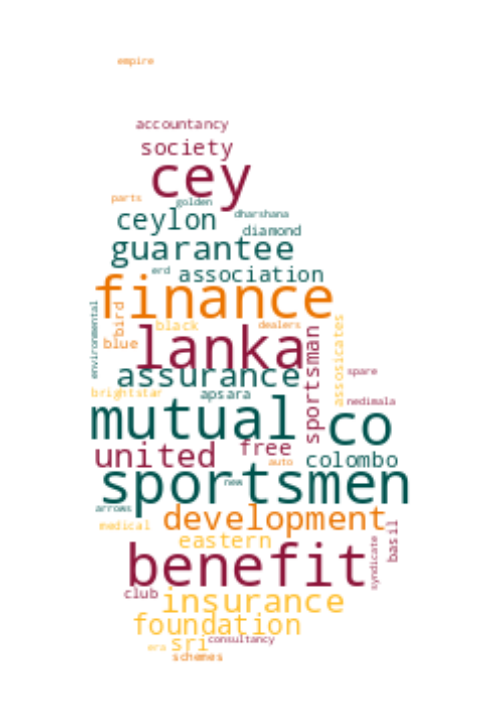 empire
accountancy
society
cey
parts
golden
ceylon
dharshana
diamond
guarantee
erd
association
finance
environmental
bird
black
dealers
blue
lanka
sportsman
assosicates
assurance
spare
brightstar
apsara
nedimala
mutual
co
united
free
auto
colombo
sportsmen
new
arrows
development
medical
eastern
basil
benefit
syndicate
club
insurance
foundation
era
sri
consultancy
schemes